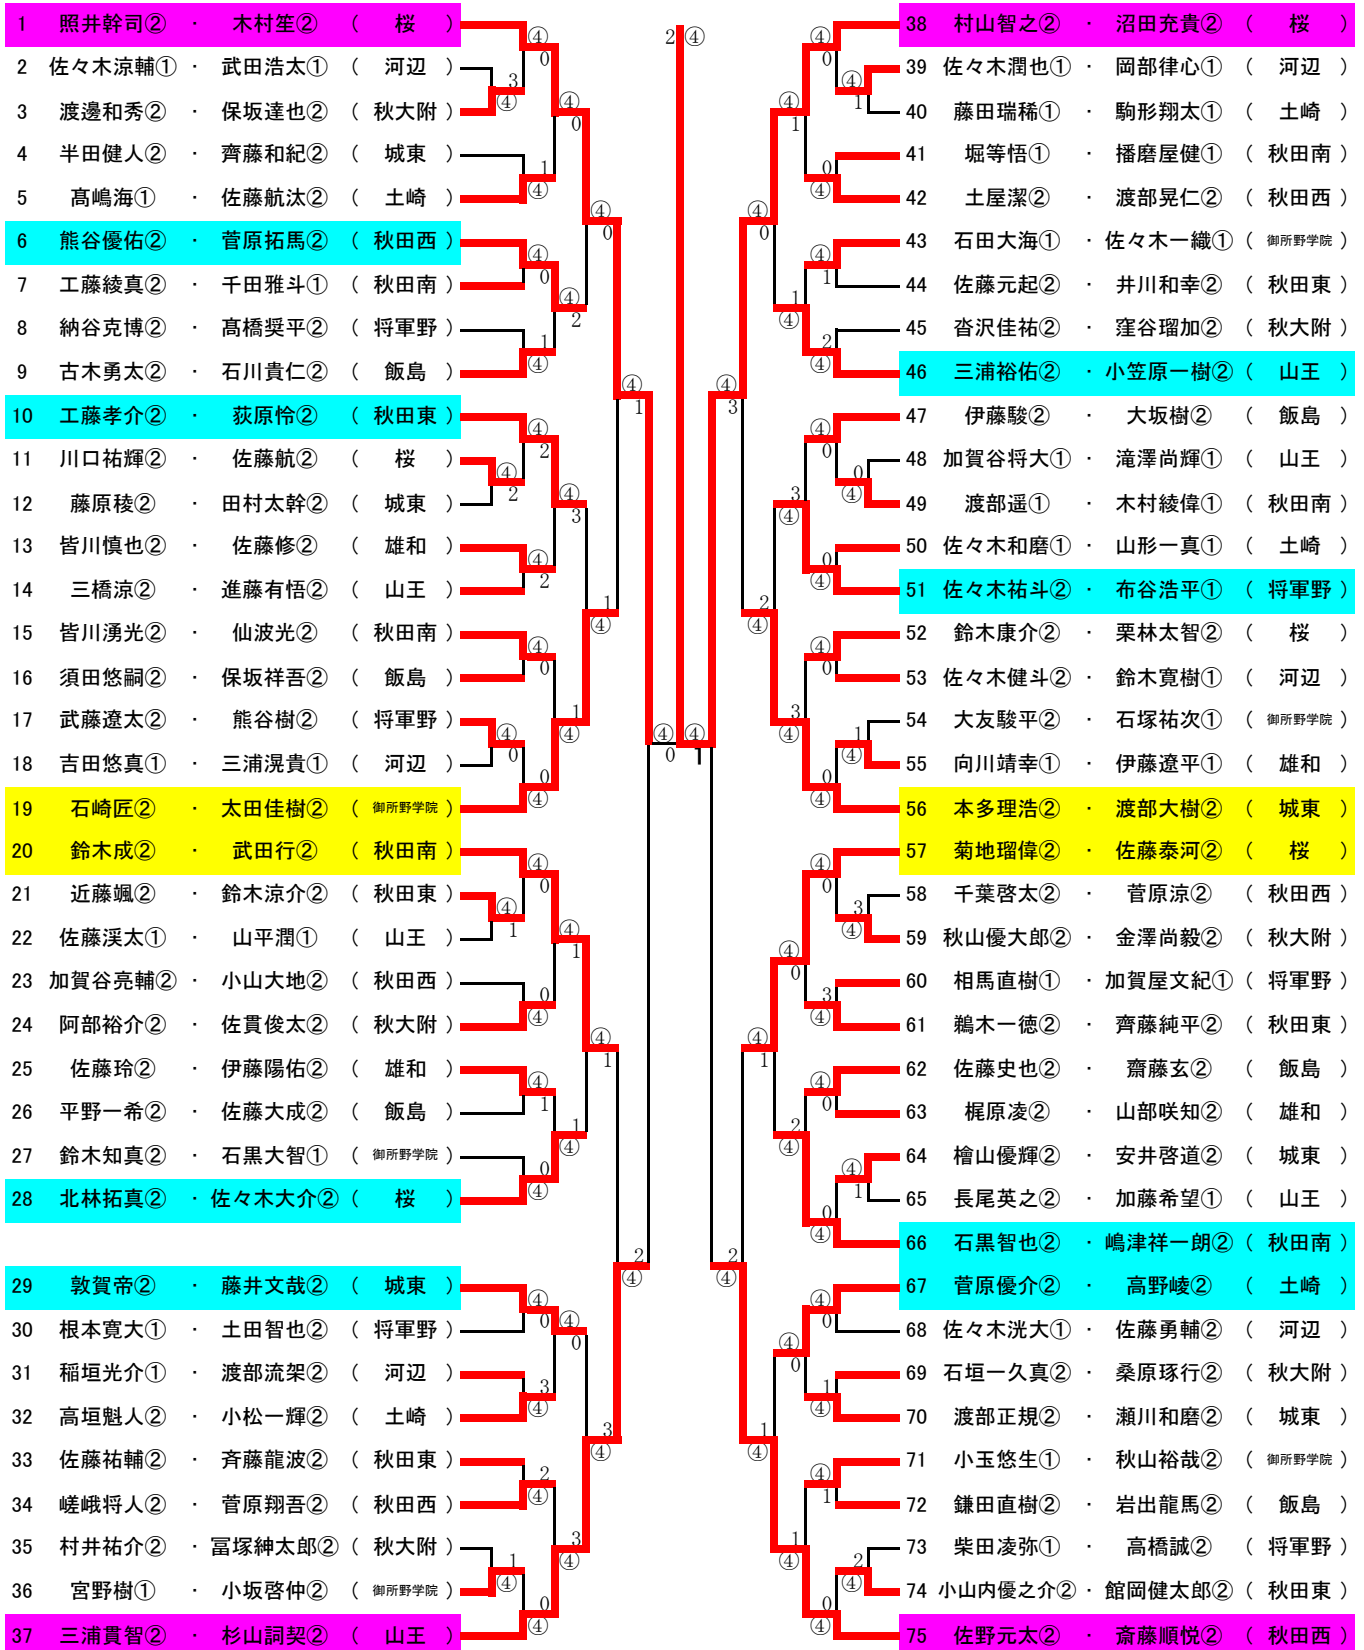 1 照井幹司② ・ 木村笙② （ 桜 ）
2 佐々木涼輔① ・ 武田浩太① （ 河辺 ）
3 渡邊和秀② ・ 保坂達也② （ 秋大附 ）
4 半田健人② ・ 齊藤和紀② （ 城東 ）
5 髙嶋海① ・ 佐藤航汰② （ 土崎 ）
6 熊谷優佑② ・ 菅原拓馬② （ 秋田西 ）
7 工藤綾真② ・ 千田雅斗① （ 秋田南 ）
8 納谷克博② ・ 髙橋奨平② （ 将軍野 ）
9 古木勇太② ・ 石川貴仁② （ 飯島 ）
10 工藤孝介② ・ 荻原怜② （ 秋田東 ）
11 川口祐輝② ・ 佐藤航② （ 桜 ）
12 藤原稜② ・ 田村太幹② （ 城東 ）
13 皆川慎也② ・ 佐藤修② （ 雄和 ）
14 三橋涼② ・ 進藤有悟② （ 山王 ）
15 皆川湧光② ・ 仙波光② （ 秋田南 ）
16 須田悠嗣② ・ 保坂祥吾② （ 飯島 ）
17 武藤遼太② ・ 熊谷樹② （ 将軍野 ）
18 吉田悠真① ・ 三浦滉貴① （ 河辺 ）
19 石崎匠② ・ 太田佳樹② （ 御所野学院 ）
20 鈴木成② ・ 武田行② （ 秋田南 ）
21 近藤颯② ・ 鈴木涼介② （ 秋田東 ）
22 佐藤渓太① ・ 山平潤① （ 山王 ）
23 加賀谷亮輔② ・ 小山大地② （ 秋田西 ）
24 阿部裕介② ・ 佐貫俊太② （ 秋大附 ）
25 佐藤玲② ・ 伊藤陽佑② （ 雄和 ）
26 平野一希② ・ 佐藤大成② （ 飯島 ）
27 鈴木知真② ・ 石黒大智① （ 御所野学院 ）
28 北林拓真② ・ 佐々木大介② （ 桜 ）
29 敦賀帝② ・ 藤井文哉② （ 城東 ）
30 根本寛大① ・ 土田智也② （ 将軍野 ）
31 稲垣光介① ・ 渡部流架② （ 河辺 ）
32 高垣魁人② ・ 小松一輝② （ 土崎 ）
33 佐藤祐輔② ・ 斉藤龍波② （ 秋田東 ）
34 嵯峨将人② ・ 菅原翔吾② （ 秋田西 ）
35 村井祐介② ・ 冨塚紳太郎② （ 秋大附 ）
36 宮野樹① ・ 小坂啓仲② （ 御所野学院 ）
37 三浦貫智② ・ 杉山詞契② （ 山王 ）
2 ④
④ 0 1
38 村山智之② ・ 沼田充貴② （ 桜 ）
39 佐々木潤也① ・ 岡部律心① （ 河辺 ）
40 藤田瑞稀① ・ 駒形翔太① （ 土崎 ）
41 堀等悟① ・ 播磨屋健① （ 秋田南 ）
42 土屋潔② ・ 渡部晃仁② （ 秋田西 ）
43 石田大海① ・ 佐々木一織① （ 御所野学院 ）
44 佐藤元起② ・ 井川和幸② （ 秋田東 ）
45 沓沢佳祐② ・ 窪谷瑠加② （ 秋大附 ）
46 三浦裕佑② ・ 小笠原一樹② （ 山王 ）
47 伊藤駿② ・ 大坂樹② （ 飯島 ）
48 加賀谷将大① ・ 滝澤尚輝① （ 山王 ）
49 渡部遥① ・ 木村綾偉① （ 秋田南 ）
50 佐々木和磨① ・ 山形一真① （ 土崎 ）
51 佐々木祐斗② ・ 布谷浩平① （ 将軍野 ）
52 鈴木康介② ・ 栗林太智② （ 桜 ）
53 佐々木健斗② ・ 鈴木寛樹① （ 河辺 ）
54 大友駿平② ・ 石塚祐次① （ 御所野学院 ）
55 向川靖幸① ・ 伊藤遼平① （ 雄和 ）
56 本多理浩② ・ 渡部大樹② （ 城東 ）
57 菊地瑠偉② ・ 佐藤泰河② （ 桜 ）
58 千葉啓太② ・ 菅原涼② （ 秋田西 ）
59 秋山優大郎② ・ 金澤尚毅② （ 秋大附 ）
60 相馬直樹① ・ 加賀屋文紀① （ 将軍野 ）
61 鵜木一徳② ・ 齊藤純平② （ 秋田東 ）
62 佐藤史也② ・ 齋藤玄② （ 飯島 ）
63 梶原凌② ・ 山部咲知② （ 雄和 ）
64 檜山優輝② ・ 安井啓道② （ 城東 ）
65 長尾英之② ・ 加藤希望① （ 山王 ）
66 石黒智也② ・ 嶋津祥一朗② （ 秋田南 ）
67 菅原優介② ・ 高野崚② （ 土崎 ）
68 佐々木洸大① ・ 佐藤勇輔② （ 河辺 ）
69 石垣一久真② ・ 桑原琢行② （ 秋大附 ）
70 渡部正規② ・ 瀬川和磨② （ 城東 ）
71 小玉悠生① ・ 秋山裕哉② （ 御所野学院 ）
72 鎌田直樹② ・ 岩出龍馬② （ 飯島 ）
73 柴田凌弥① ・ 高橋誠② （ 将軍野 ）
74 小山内優之介② ・ 館岡健太郎② （ 秋田東 ）
75 佐野元太② ・ 斎藤順悦② （ 秋田西 ）